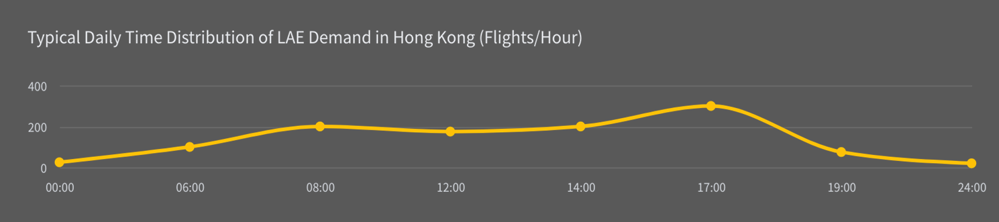 Typical Daily Time Distribution of LAE Demand in Hong Kong (Flights/Hour)
400
200
0
00:00 06:00 08:00 12:00 14:00 17:00 19:00 24:00